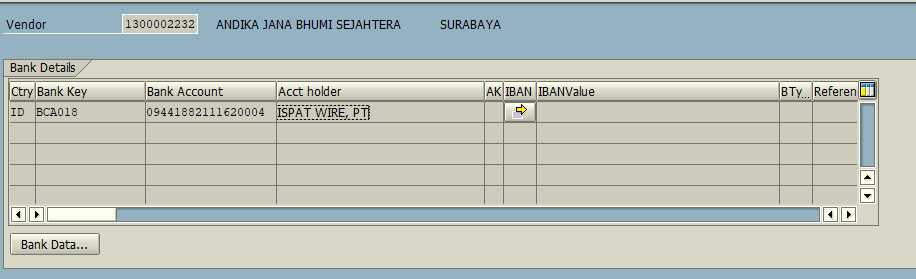 Vendor 1300002232 ANDIKA JANA BHUMI SEJAHTERA SURABAYA
Bank Details
Ctry Bank Key Bank Account Acct holder AK IBAN IBANValue BTy... Referen
ID BCA018 09441882111620004 ISPAT WIRE, PT
Bank Data...